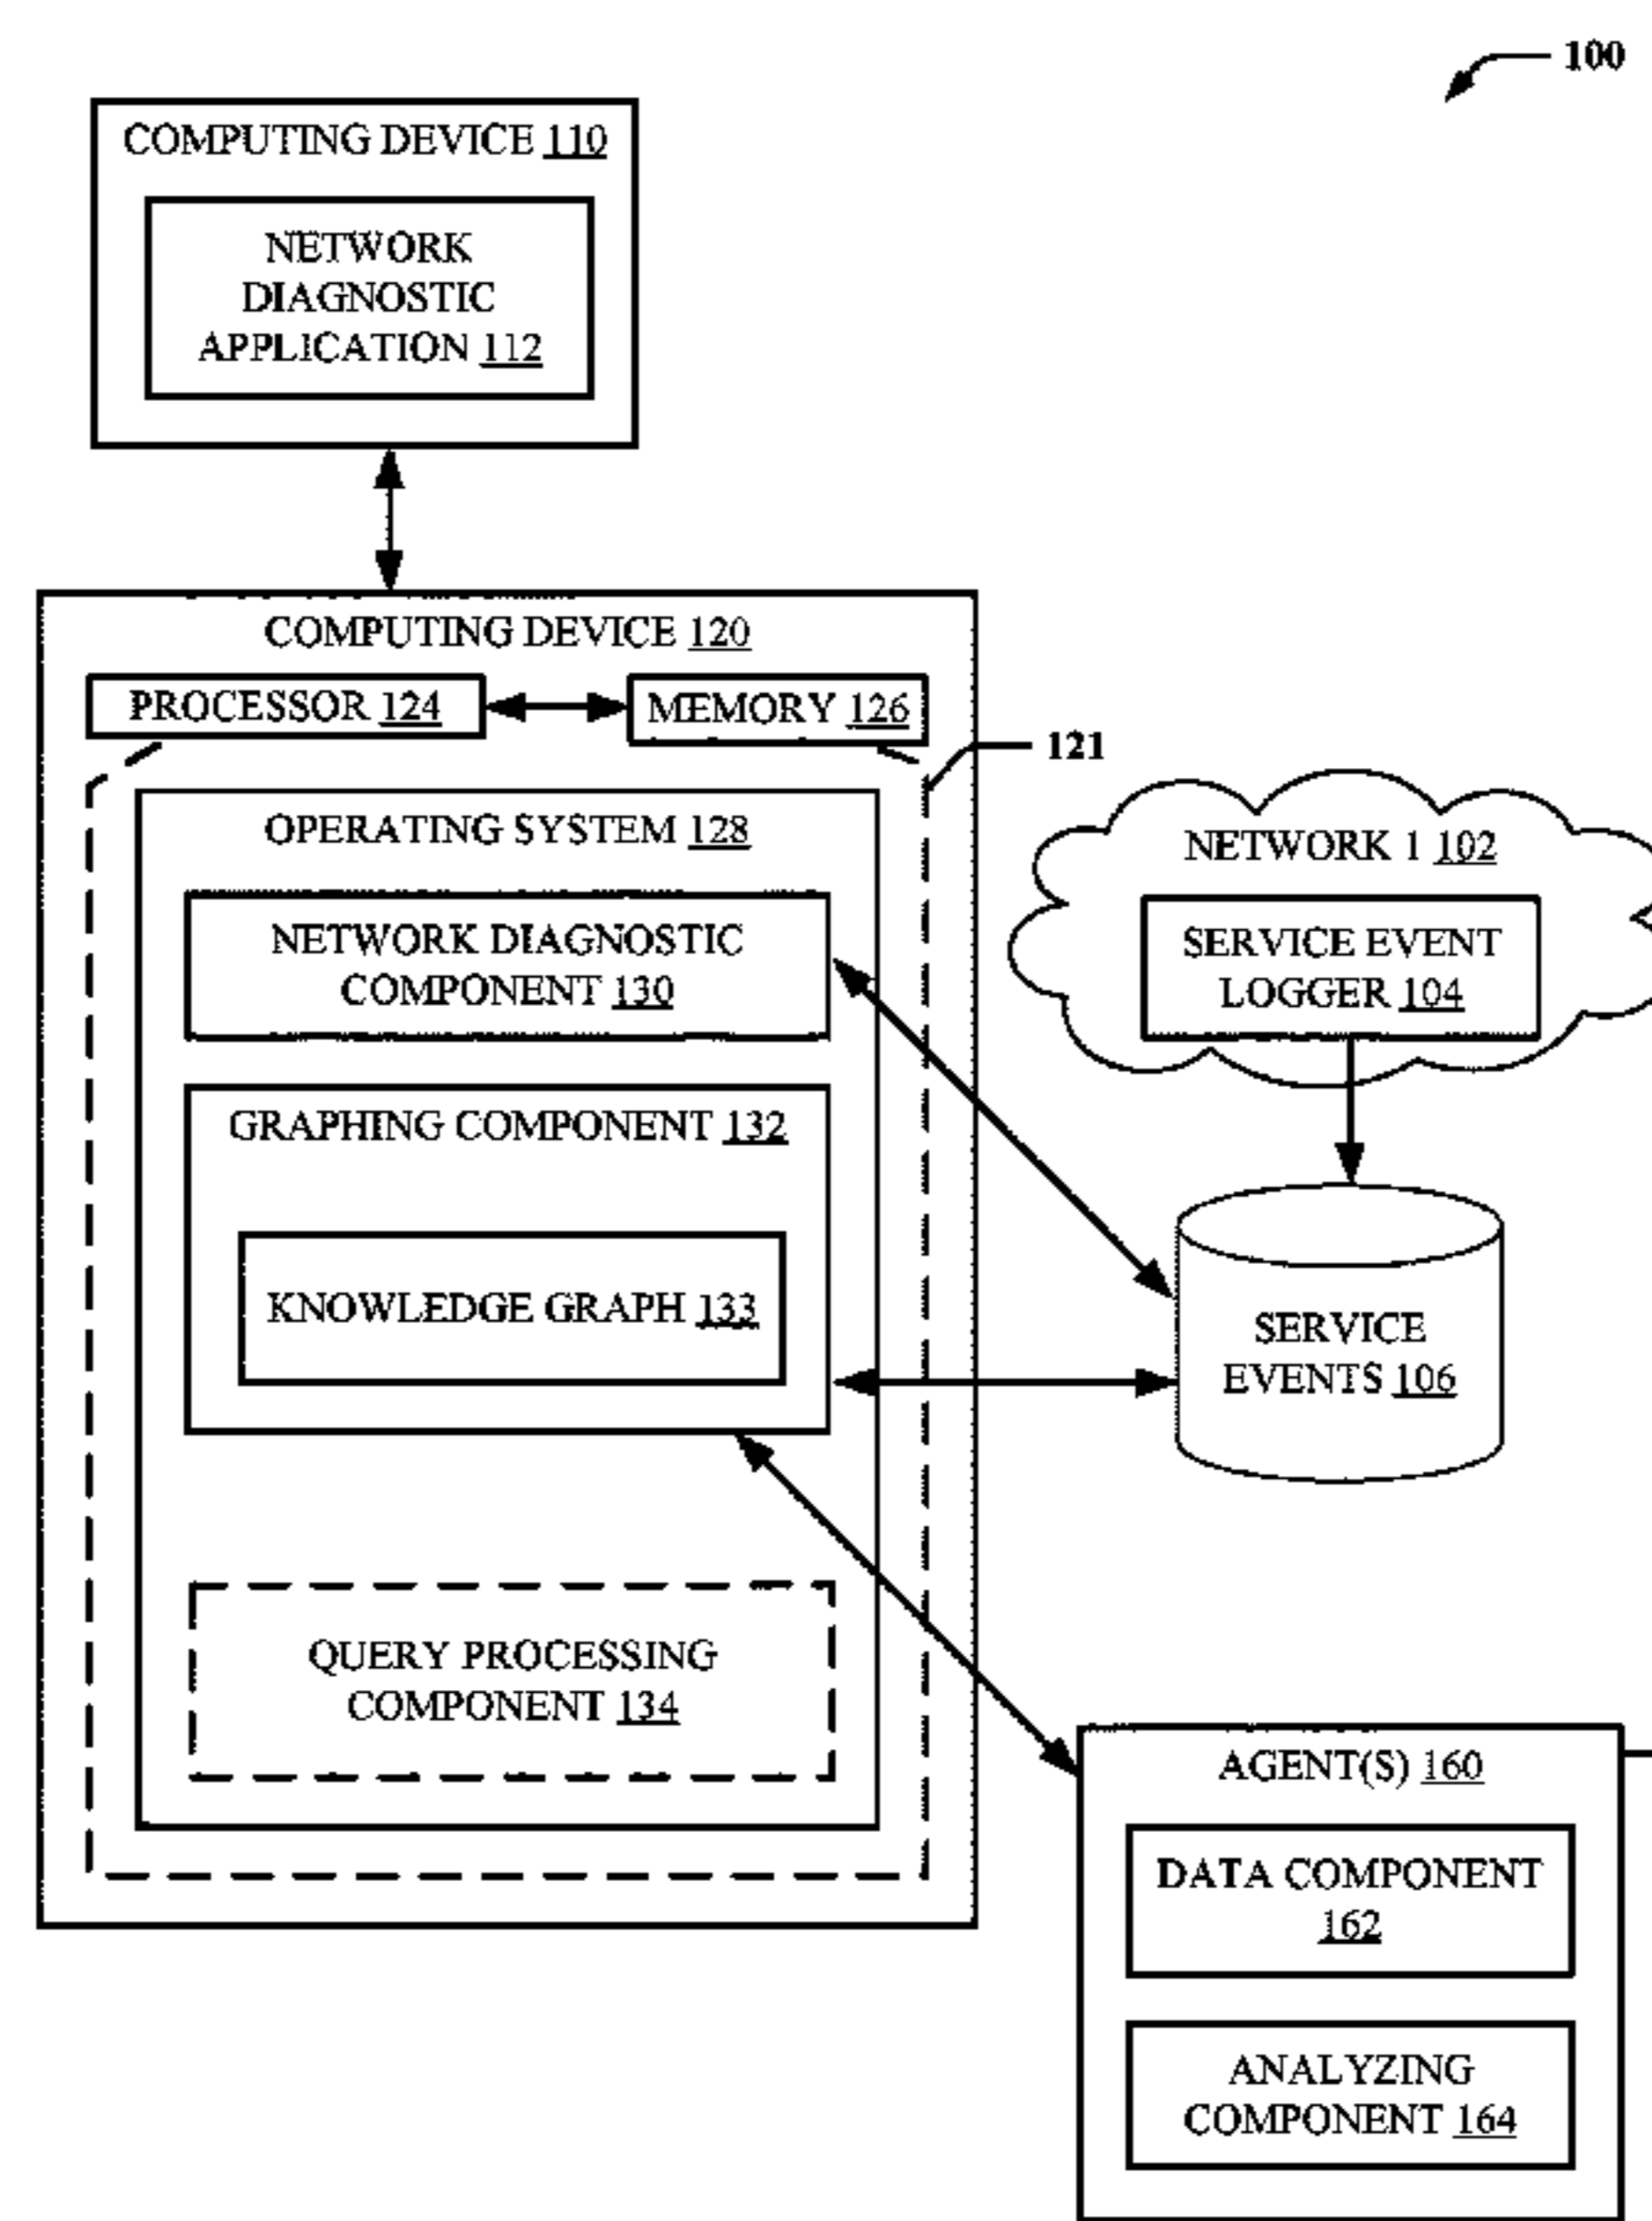 100
COMPUTING DEVICE 110
NETWORK
DIAGNOSTIC
APPLICATION 112
COMPUTING DEVICE 120
PROCESSOR 124
MEMORY 126
121
OPERATING SYSTEM 128
NETWORK DIAGNOSTIC
COMPONENT 130
GRAPHING COMPONENT 132
KNOWLEDGE GRAPH 133
QUERY PROCESSING
COMPONENT 134
NETWORK 1 102
SERVICE EVENT
LOGGER 104
SERVICE
EVENTS 106
AGENT(S) 160
DATA COMPONENT
162
ANALYZING
COMPONENT 164